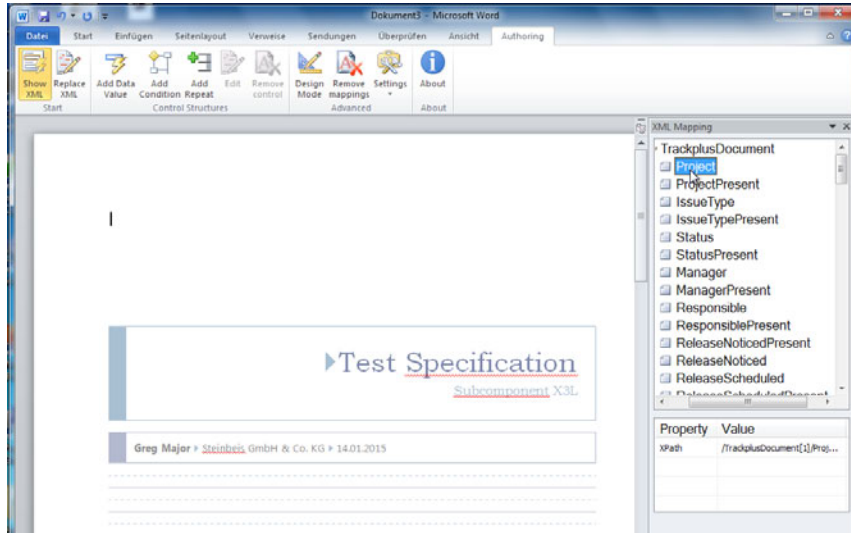 Dokument3 - Microsoft Word
Datei Start Einfügen Seitenlayout Verweise Sendungen Überprüfen Ansicht Authoring
Show XML Replace XML Add Data Value Add Condition Add Repeat Edit Remove control Design Mode Remove mappings Settings About
Start Control Structures Advanced About
XML Mapping
TrackplusDocument
Project
ProjectPresent
IssueType
IssueTypePresent
Status
StatusPresent
Manager
ManagerPresent
Responsible
ResponsiblePresent
ReleaseNoticedPresent
ReleaseNoticed
ReleaseScheduled
ReleaseScheduledPresent
Test Specification
Subcomponent X3L
Greg Major Steinbeis GmbH & Co. KG 14.01.2015
Property Value
XPath /TrackplusDocument[1]/Proj...